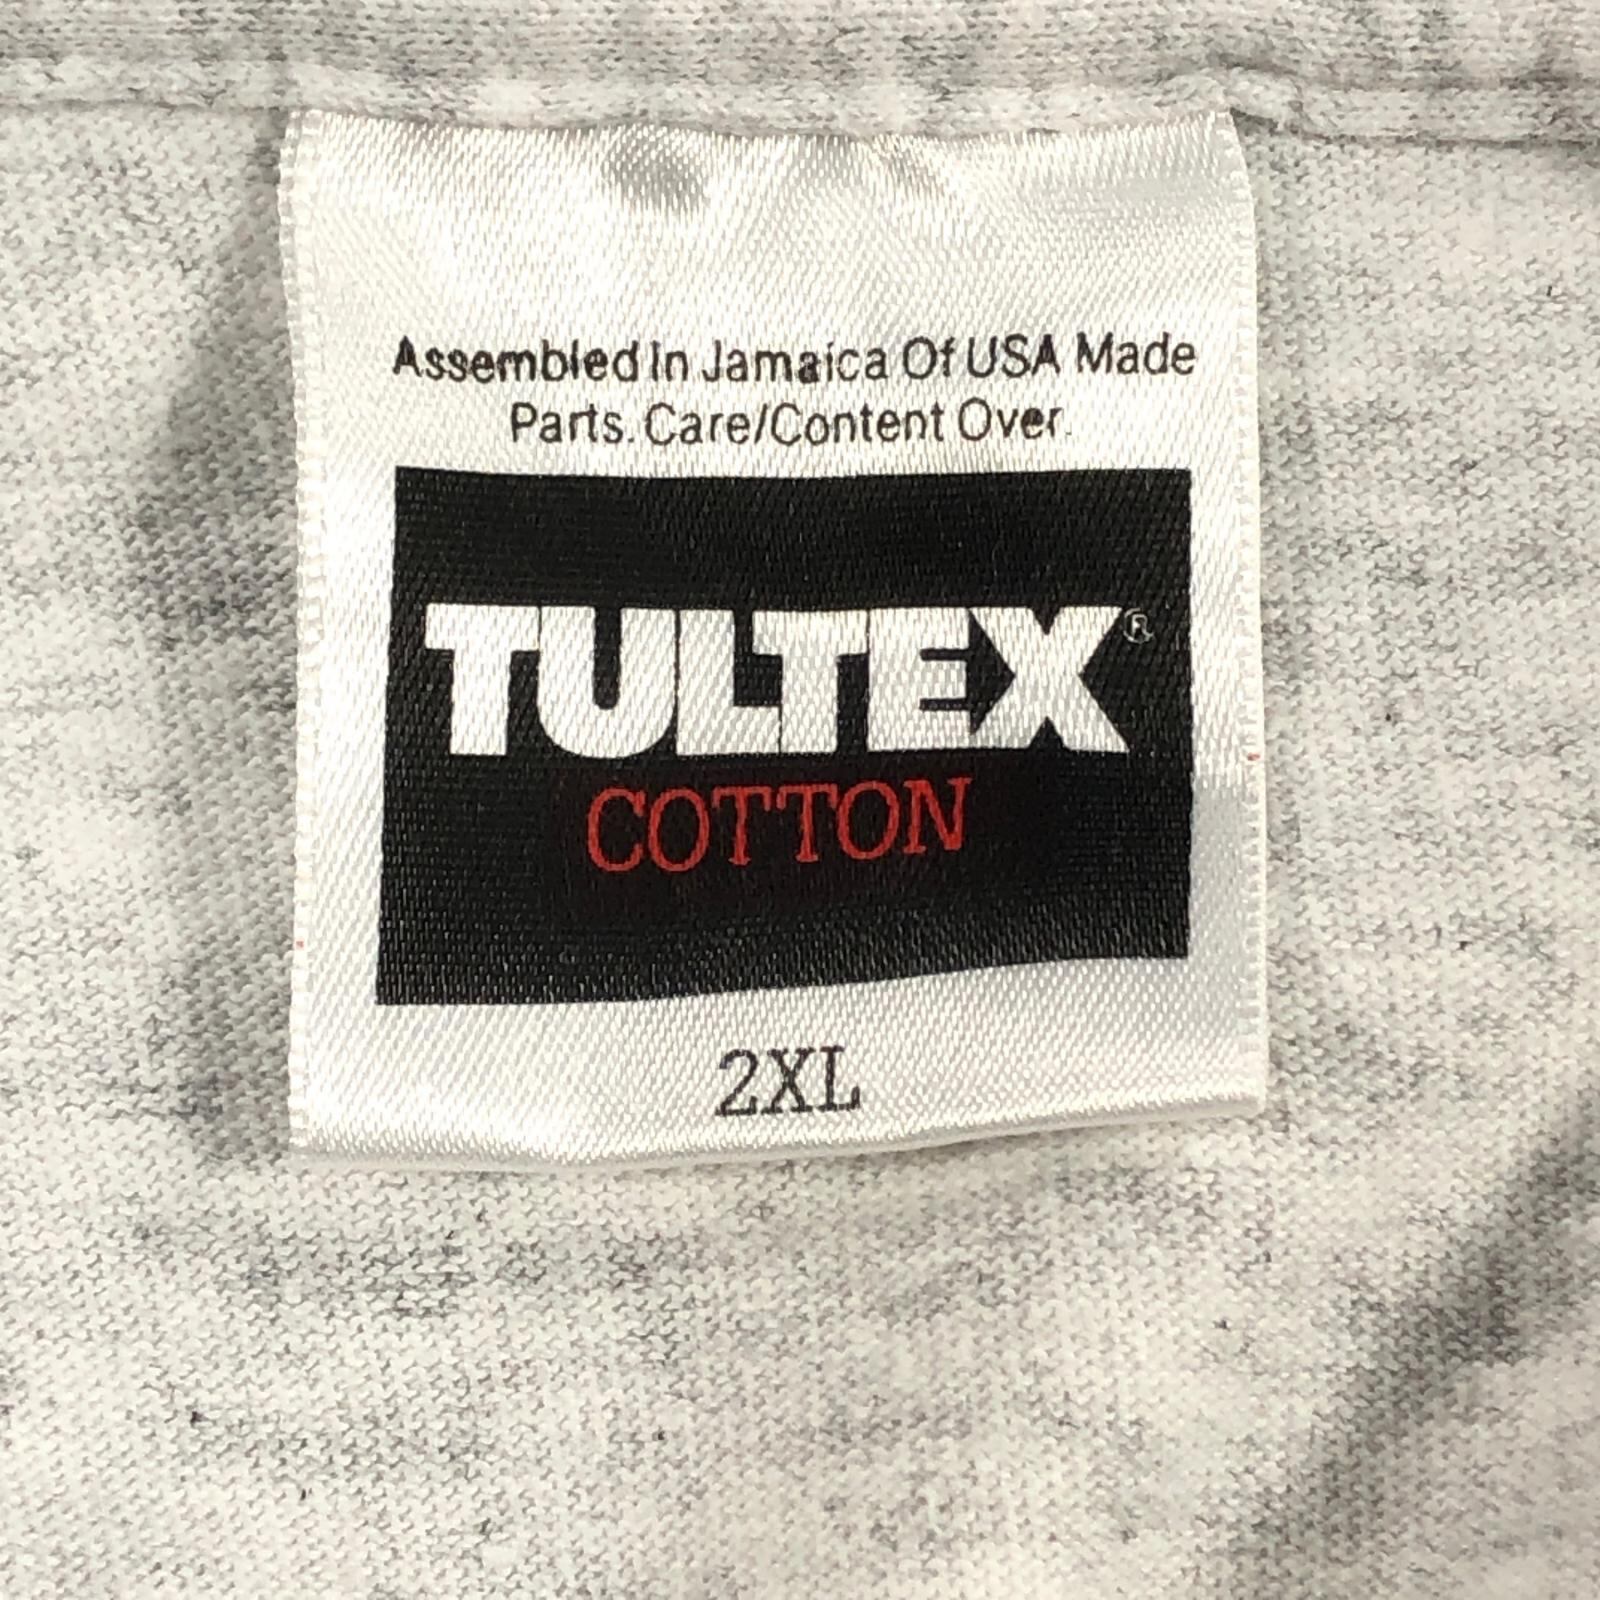 Assembled In Jamaica Of USA Made
Parts. Care/Content Over.
TULTEX®
COTTON
2XL